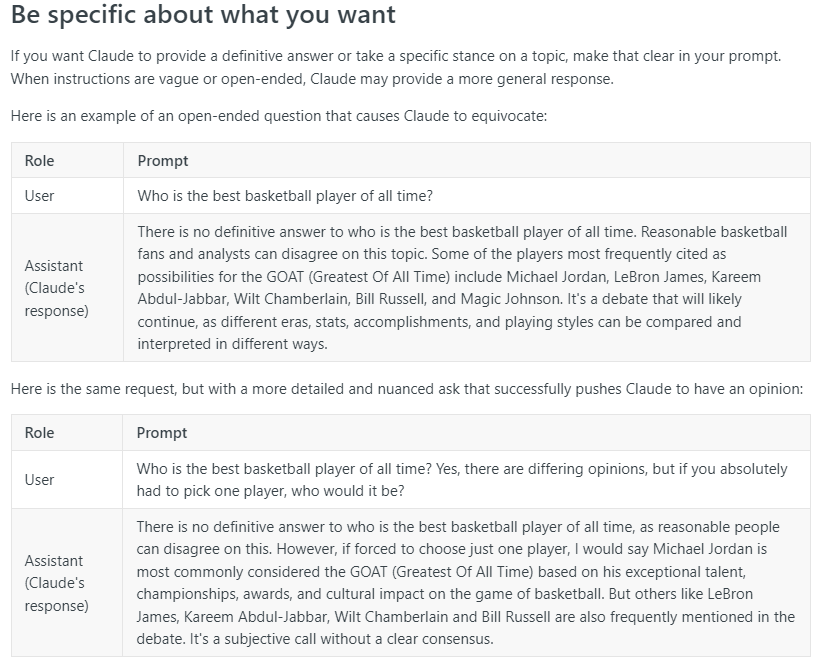 Be specific about what you want
If you want Claude to provide a definitive answer or take a specific stance on a topic, make that clear in your prompt.
When instructions are vague or open-ended, Claude may provide a more general response.
Here is an example of an open-ended question that causes Claude to equivocate:
Role Prompt
User Who is the best basketball player of all time?
Assistant
(Claude's
response)
There is no definitive answer to who is the best basketball player of all time. Reasonable basketball
fans and analysts can disagree on this topic. Some of the players most frequently cited as
possibilities for the GOAT (Greatest Of All Time) include Michael Jordan, LeBron James, Kareem
Abdul-Jabbar, Wilt Chamberlain, Bill Russell, and Magic Johnson. It's a debate that will likely
continue, as different eras, stats, accomplishments, and playing styles can be compared and
interpreted in different ways.
Here is the same request, but with a more detailed and nuanced ask that successfully pushes Claude to have an opinion:
Role Prompt
User
Who is the best basketball player of all time? Yes, there are differing opinions, but if you absolutely
had to pick one player, who would it be?
Assistant
(Claude's
response)
There is no definitive answer to who is the best basketball player of all time, as reasonable people
can disagree on this. However, if forced to choose just one player, I would say Michael Jordan is
most commonly considered the GOAT (Greatest Of All Time) based on his exceptional talent,
championships, awards, and cultural impact on the game of basketball. But others like LeBron
James, Kareem Abdul-Jabbar, Wilt Chamberlain and Bill Russell are also frequently mentioned in the
debate. It's a subjective call without a clear consensus.